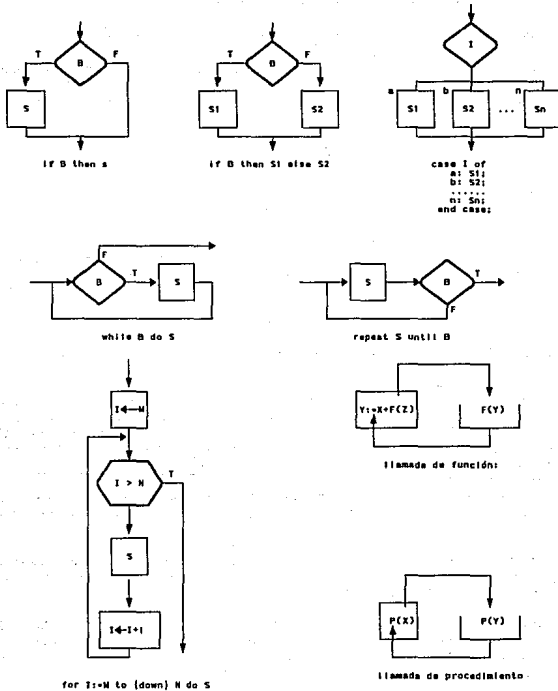 T B F
S
if B then s
T B F
S1 S2
if B then S1 else S2
I
a b n
S1 S2 ... Sn
case I of
a: S1;
b: S2;
......
n: Sn;
end case;
F
B T S
while B do S
S B T
F
repeat S until B
I←M
I > N T
S
I←I+1
for I:=M to (down) N do S
Y:=X+F(Z) F(Y)
llamada de función:
P(X) P(Y)
llamada de procedimiento